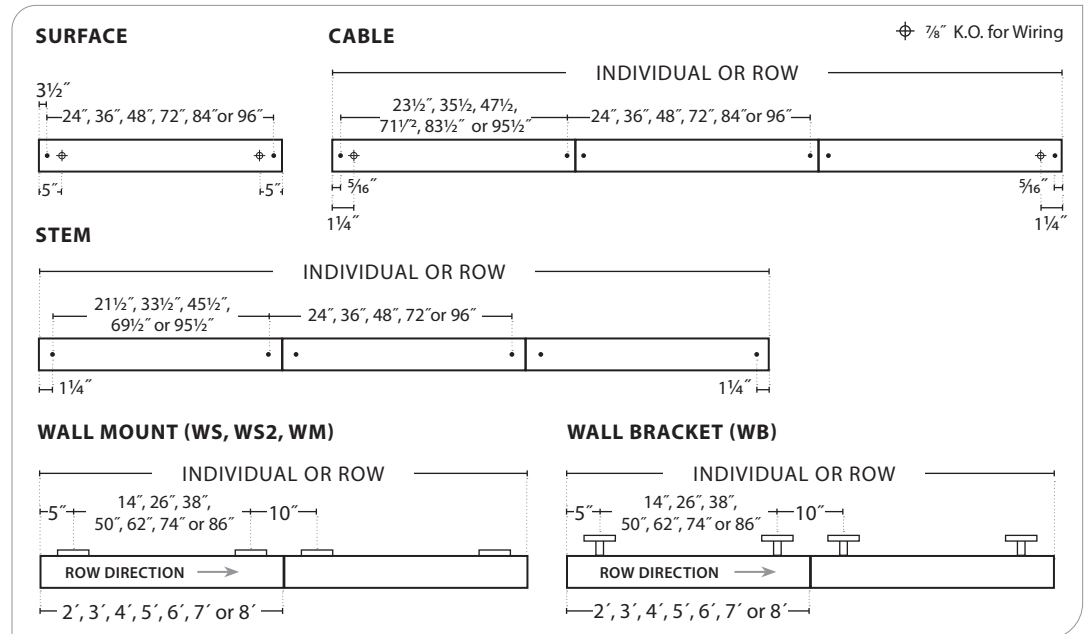 SURFACE
CABLE
⅞˝ K.O. for Wiring
3½˝
24˝, 36˝, 48˝, 72˝, 84˝or 96˝
5˝
5˝
INDIVIDUAL OR ROW
23½˝, 35½, 47½,
71½, 83½˝ or 95½˝
24˝, 36˝, 48˝, 72˝, 84˝or 96˝
5⁄16˝
1¼˝
5⁄16˝
1¼˝
STEM
INDIVIDUAL OR ROW
21½˝, 33½˝, 45½˝,
69½˝ or 95½˝
24˝, 36˝, 48˝, 72˝or 96˝
1¼˝
1¼˝
WALL MOUNT (WS, WS2, WM)
INDIVIDUAL OR ROW
5˝
14˝, 26˝, 38˝,
50˝, 62˝, 74˝ or 86˝
10˝
ROW DIRECTION
2´, 3´, 4´, 5´, 6´, 7´ or 8´
WALL BRACKET (WB)
INDIVIDUAL OR ROW
5˝
14˝, 26˝, 38˝,
50˝, 62˝, 74˝ or 86˝
10˝
ROW DIRECTION
2´, 3´, 4´, 5´, 6´, 7´ or 8´